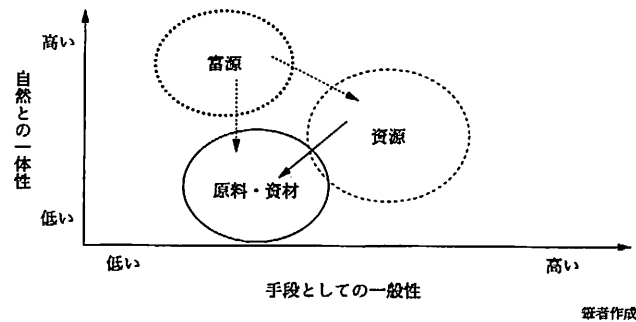 高い
富源
自然との一体性
資源
原料・資材
低い
低い
高い
手段としての一般性
筆者作成